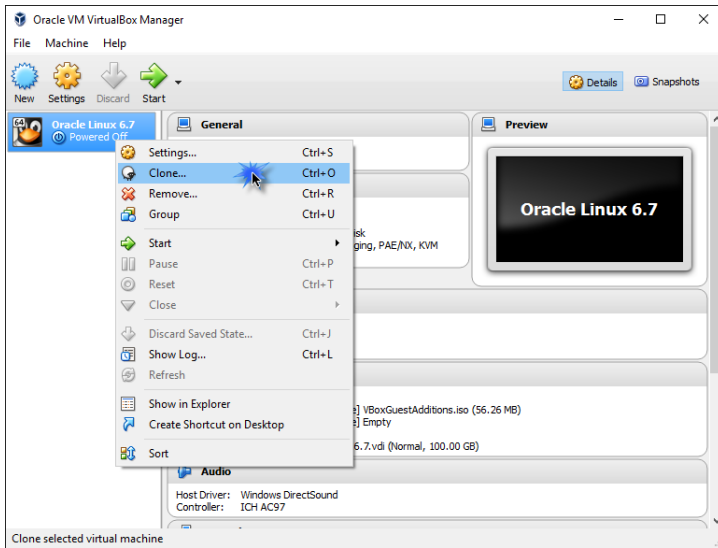 Oracle VM VirtualBox Manager
File Machine Help
New Settings Discard Start
Details Snapshots
64
Oracle Linux 6.7
Powered Off
General
Preview
Oracle Linux 6.7
Settings... Ctrl+S
Clone... Ctrl+O
Remove... Ctrl+R
Group Ctrl+U
Start
Pause Ctrl+P
Reset Ctrl+T
Close
Discard Saved State... Ctrl+J
Show Log... Ctrl+L
Refresh
Show in Explorer
Create Shortcut on Desktop
Sort
ging, PAE/NX, KVM
VBoxGuestAdditions.iso (56.26 MB)
Empty
6.7.vdi (Normal, 100.00 GB)
Audio
Host Driver: Windows DirectSound
Controller: ICH AC97
Clone selected virtual machine